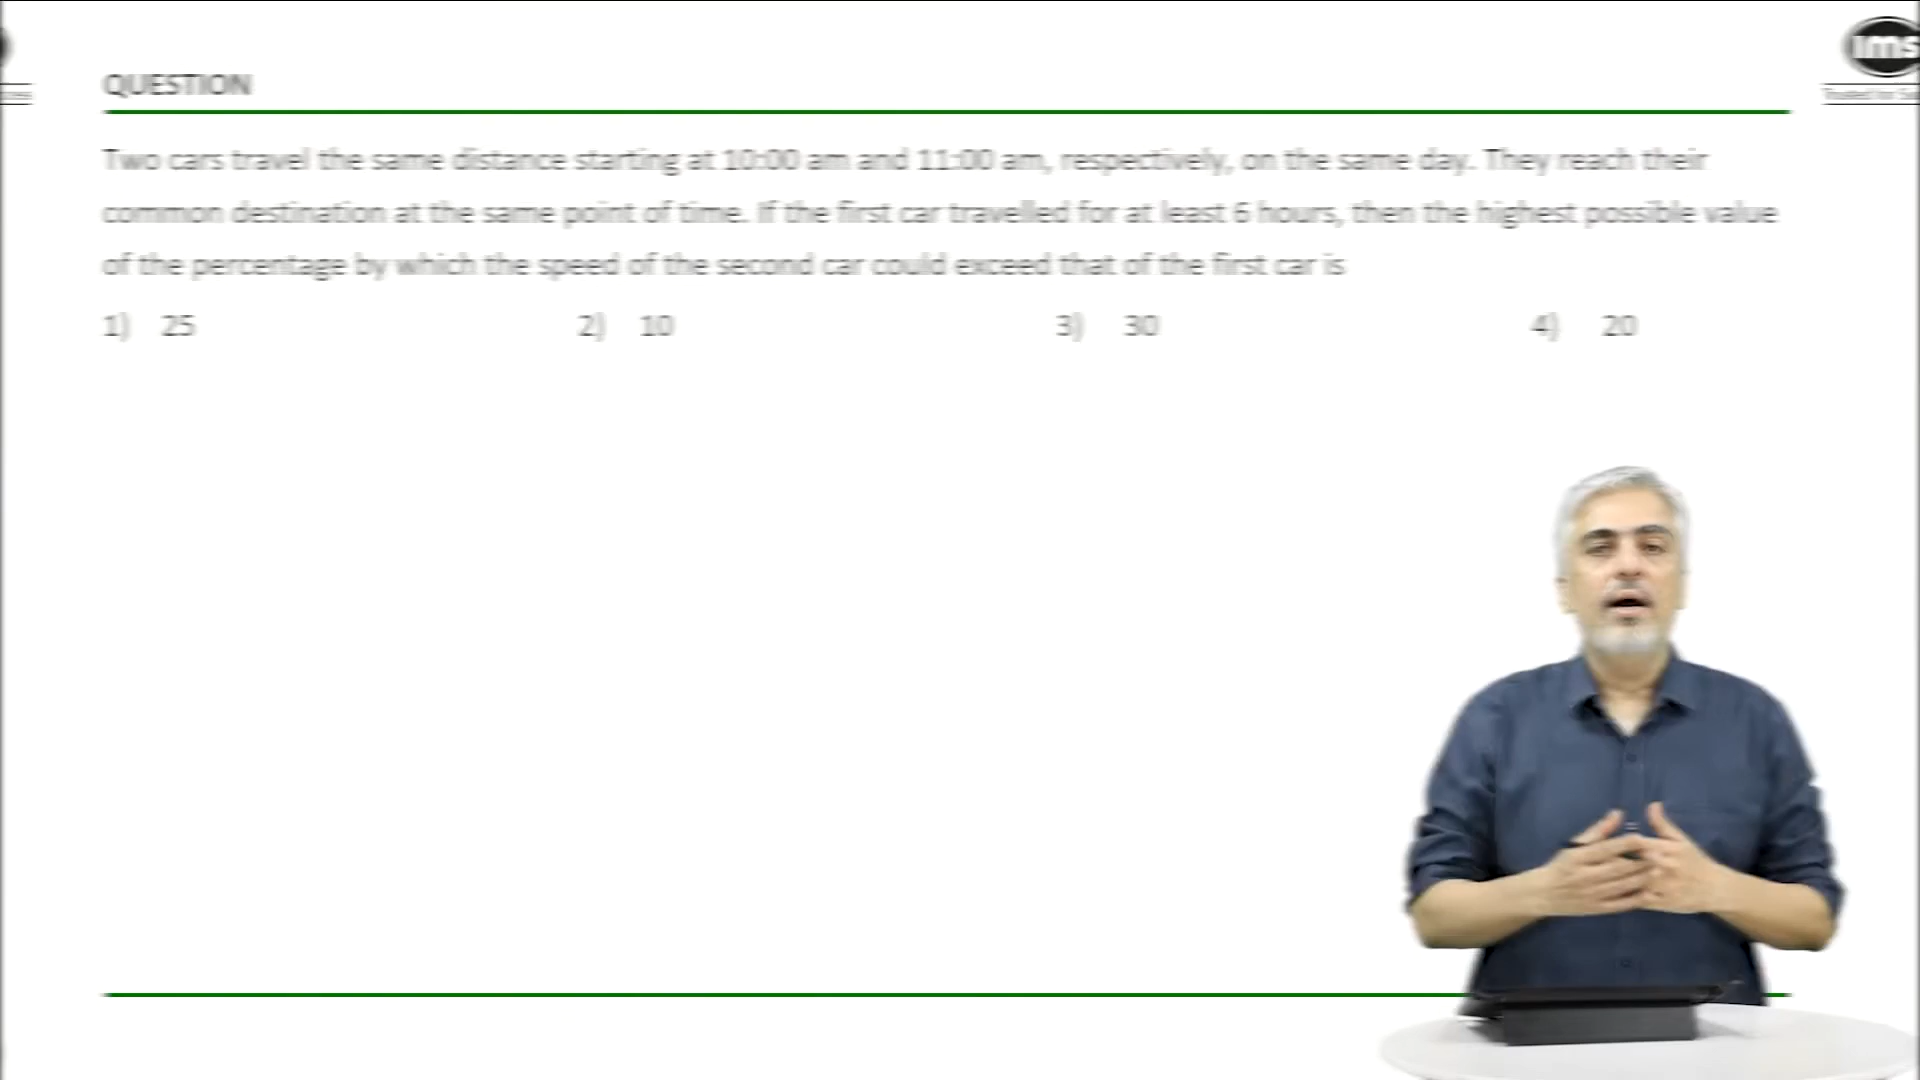 ims
QUESTION
Two cars travel the same distance starting at 10:00 am and 11:00 am, respectively, on the same day. They reach their
common destination at the same point of time. If the first car travelled for at least 6 hours, then the highest possible value
of the percentage by which the speed of the second car could exceed that of the first car is
1) 25 2) 10 3) 30 4) 20